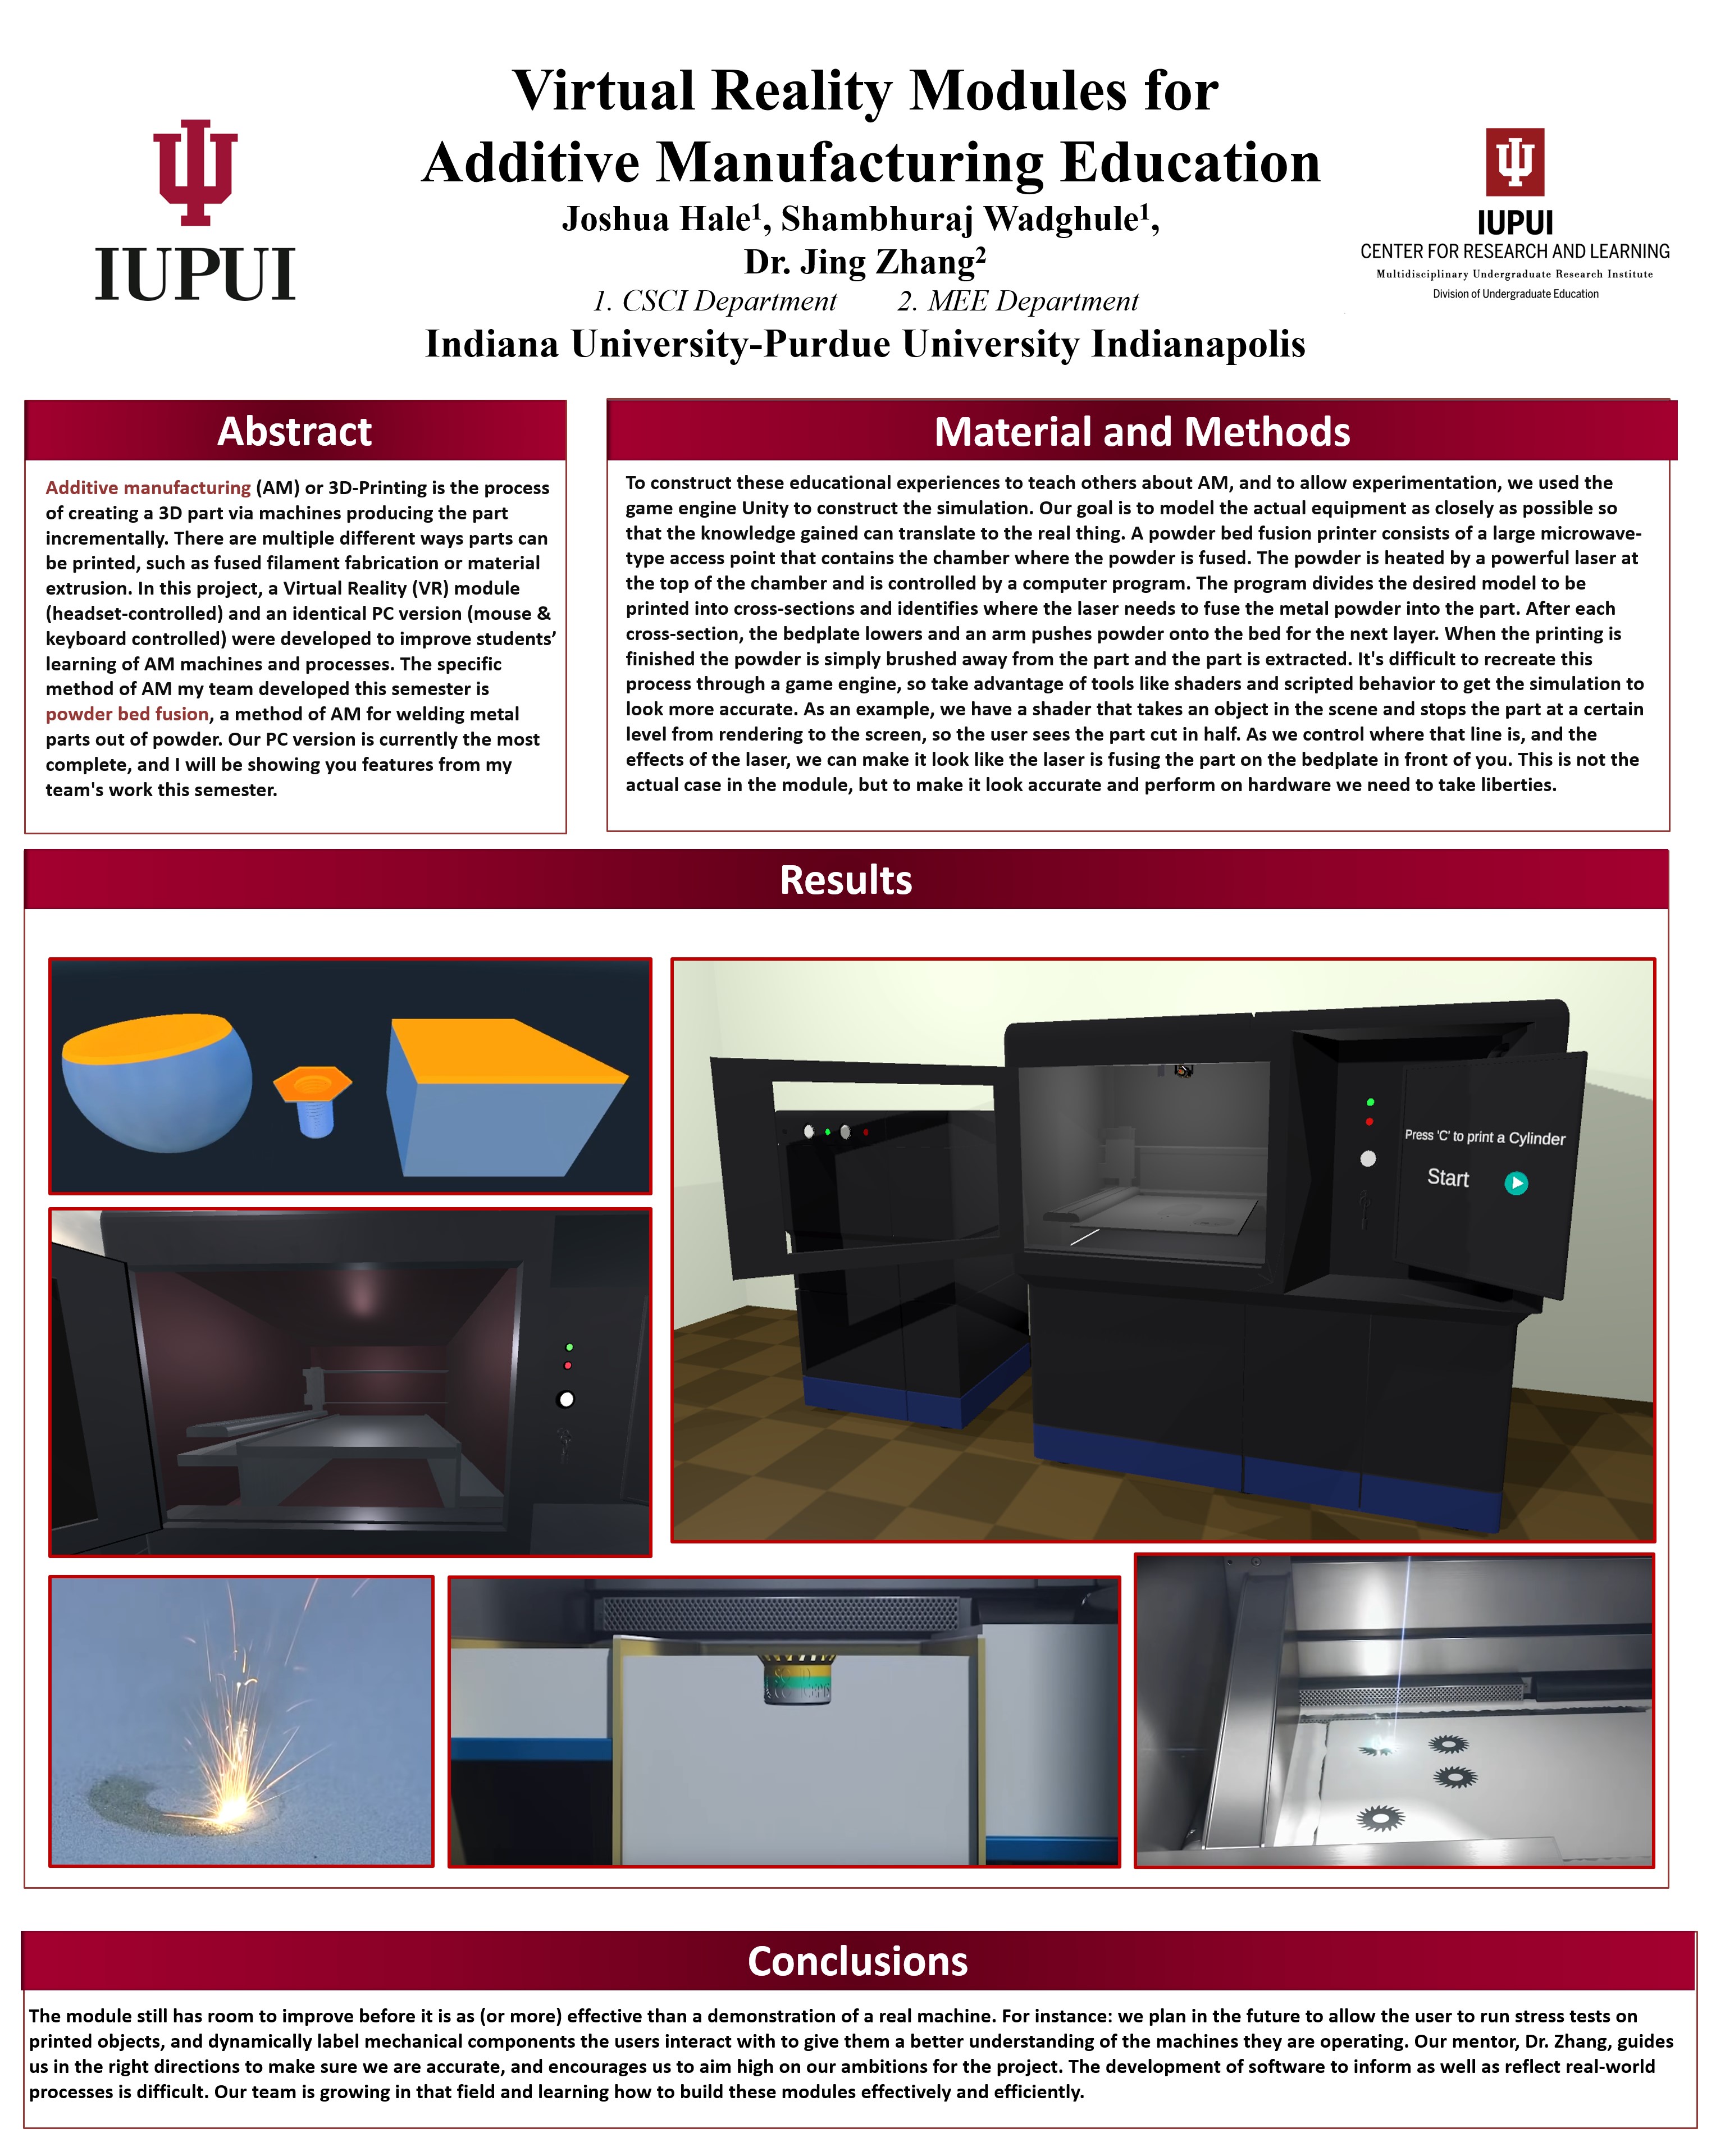 Virtual Reality Modules for
Additive Manufacturing Education
Joshua Hale¹, Shambhuraj Wadghule¹,
Dr. Jing Zhang²
1. CSCI Department 2. MEE Department
Indiana University-Purdue University Indianapolis
IUPUI
IUPUI
CENTER FOR RESEARCH AND LEARNING
Multidisciplinary Undergraduate Research Institute
Division of Undergraduate Education
Abstract
Additive manufacturing (AM) or 3D-Printing is the process
of creating a 3D part via machines producing the part
incrementally. There are multiple different ways parts can
be printed, such as fused filament fabrication or material
extrusion. In this project, a Virtual Reality (VR) module
(headset-controlled) and an identical PC version (mouse &
keyboard controlled) were developed to improve students’
learning of AM machines and processes. The specific
method of AM my team developed this semester is
powder bed fusion, a method of AM for welding metal
parts out of powder. Our PC version is currently the most
complete, and I will be showing you features from my
team's work this semester.
Material and Methods
To construct these educational experiences to teach others about AM, and to allow experimentation, we used the
game engine Unity to construct the simulation. Our goal is to model the actual equipment as closely as possible so
that the knowledge gained can translate to the real thing. A powder bed fusion printer consists of a large microwave-
type access point that contains the chamber where the powder is fused. The powder is heated by a powerful laser at
the top of the chamber and is controlled by a computer program. The program divides the desired model to be
printed into cross-sections and identifies where the laser needs to fuse the metal powder into the part. After each
cross-section, the bedplate lowers and an arm pushes powder onto the bed for the next layer. When the printing is
finished the powder is simply brushed away from the part and the part is extracted. It's difficult to recreate this
process through a game engine, so take advantage of tools like shaders and scripted behavior to get the simulation to
look more accurate. As an example, we have a shader that takes an object in the scene and stops the part at a certain
level from rendering to the screen, so the user sees the part cut in half. As we control where that line is, and the
effects of the laser, we can make it look like the laser is fusing the part on the bedplate in front of you. This is not the
actual case in the module, but to make it look accurate and perform on hardware we need to take liberties.
Results
Press 'C' to print a Cylinder
Start
Conclusions
The module still has room to improve before it is as (or more) effective than a demonstration of a real machine. For instance: we plan in the future to allow the user to run stress tests on
printed objects, and dynamically label mechanical components the users interact with to give them a better understanding of the machines they are operating. Our mentor, Dr. Zhang, guides
us in the right directions to make sure we are accurate, and encourages us to aim high on our ambitions for the project. The development of software to inform as well as reflect real-world
processes is difficult. Our team is growing in that field and learning how to build these modules effectively and efficiently.